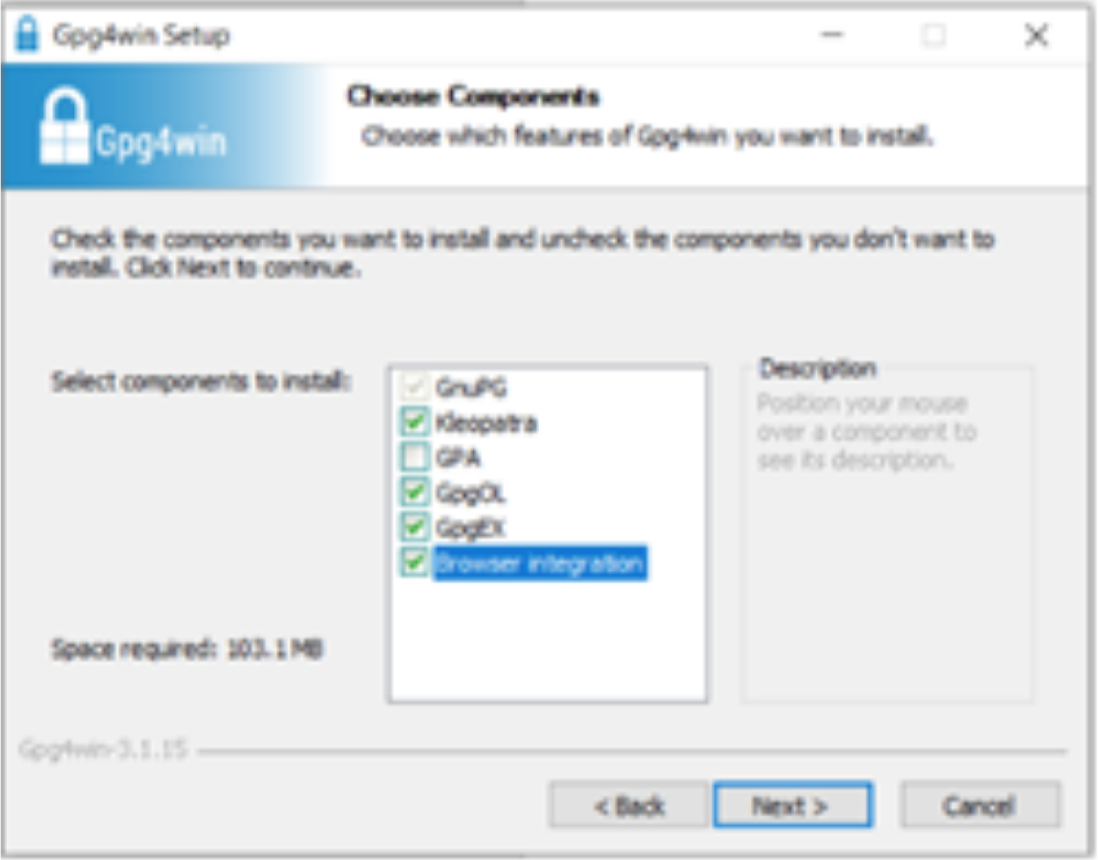 Gpg4win Setup
Gpg4win
Choose Components
Choose which features of Gpg4win you want to install.
Check the components you want to install and uncheck the components you don't want to
install. Click Next to continue.
Select components to install:
GnuPG
Kleopatra
GPA
GpgOL
GpgEX
Browser integration
Description
Position your mouse
over a component to
see its description.
Space required: 103.1 MB
Gpg4win-3.1.15
< Back
Next >
Cancel